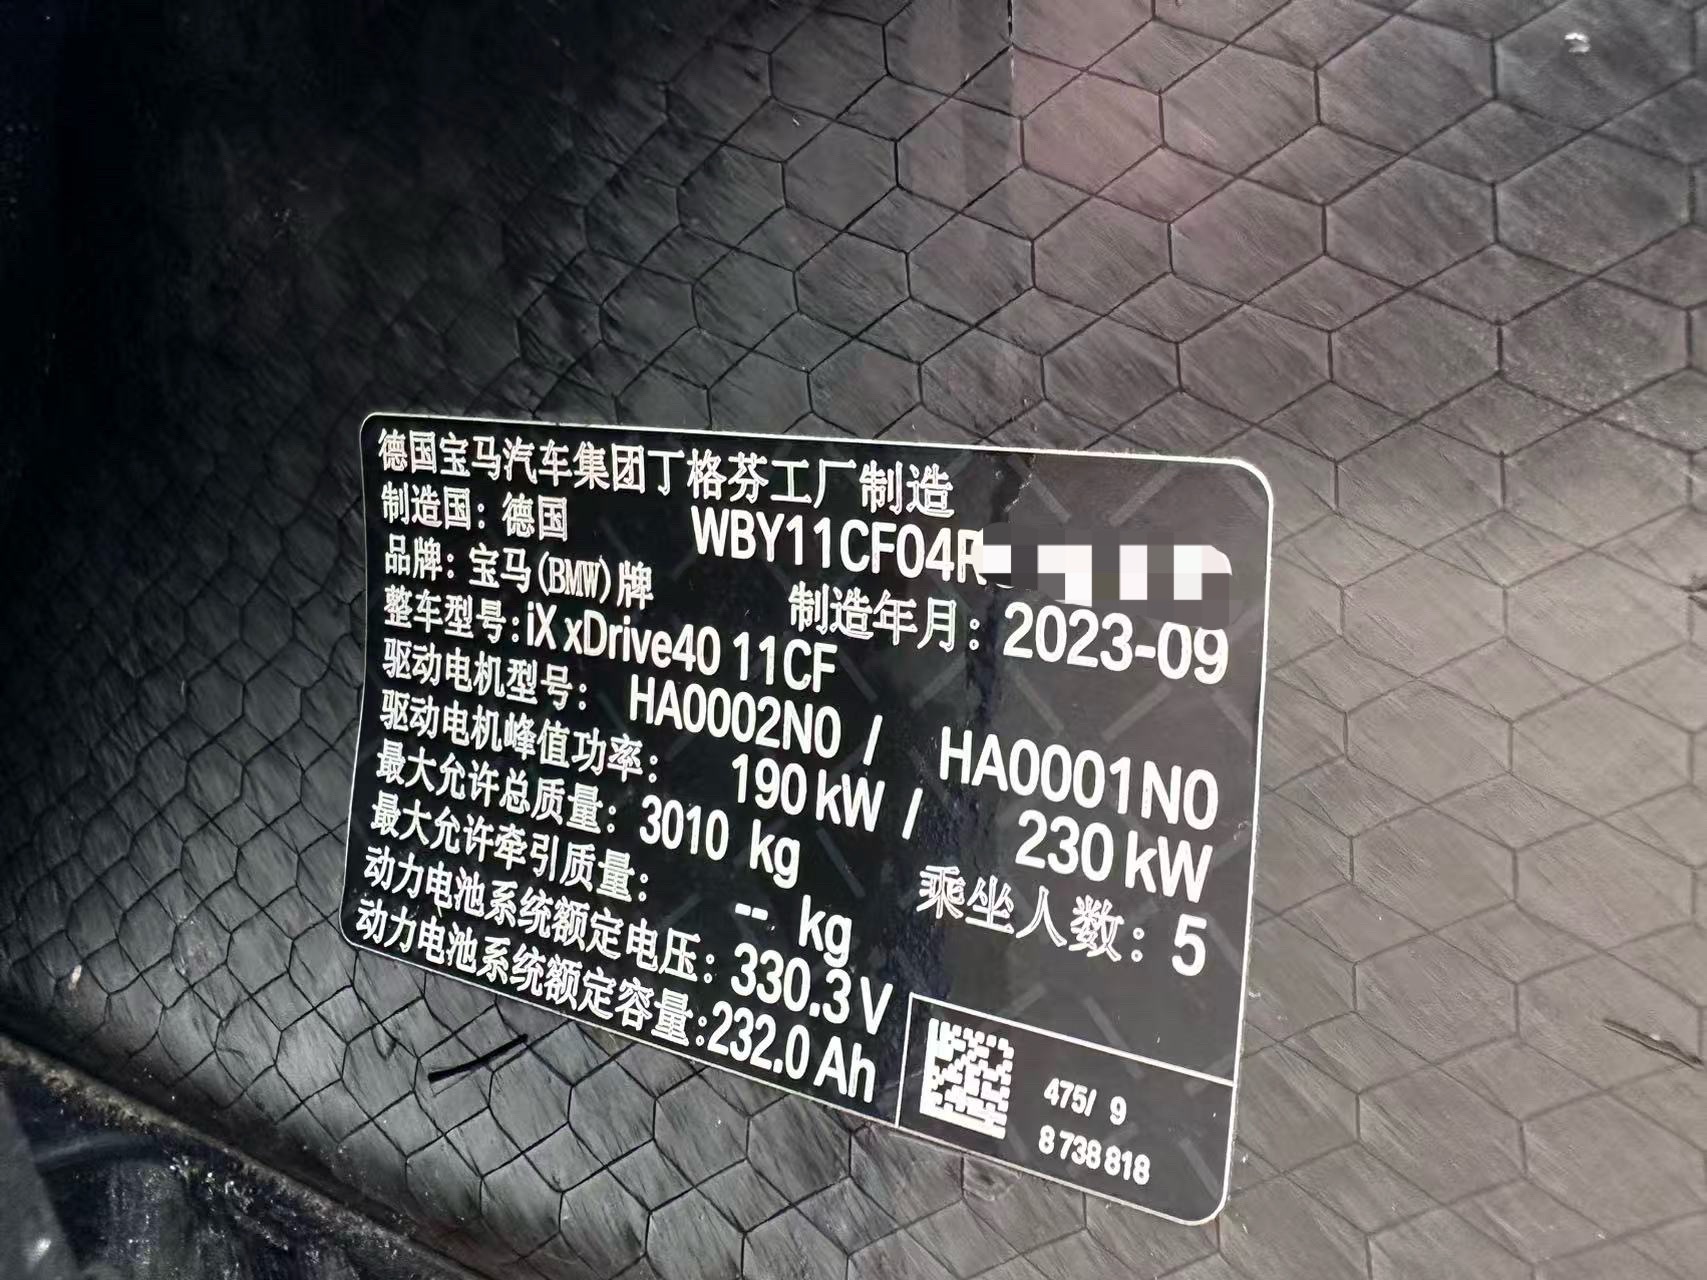 德国宝马汽车集团丁格芬工厂制造
制造国：德国 WBY11CF04R
品牌：宝马(BMW)牌 制造年月：2023-09
整车型号:iX xDrive40 11CF
驱动电机型号： HA0002N0 / HA0001N0
驱动电机峰值功率： 190 kW / 230 kW
最大允许总质量： 3010 kg 乘坐人数：5
最大允许牵引质量： -- kg
动力电池系统额定电压：330.3 V
动力电池系统额定容量:232.0 Ah
475/ 9
8 738 818